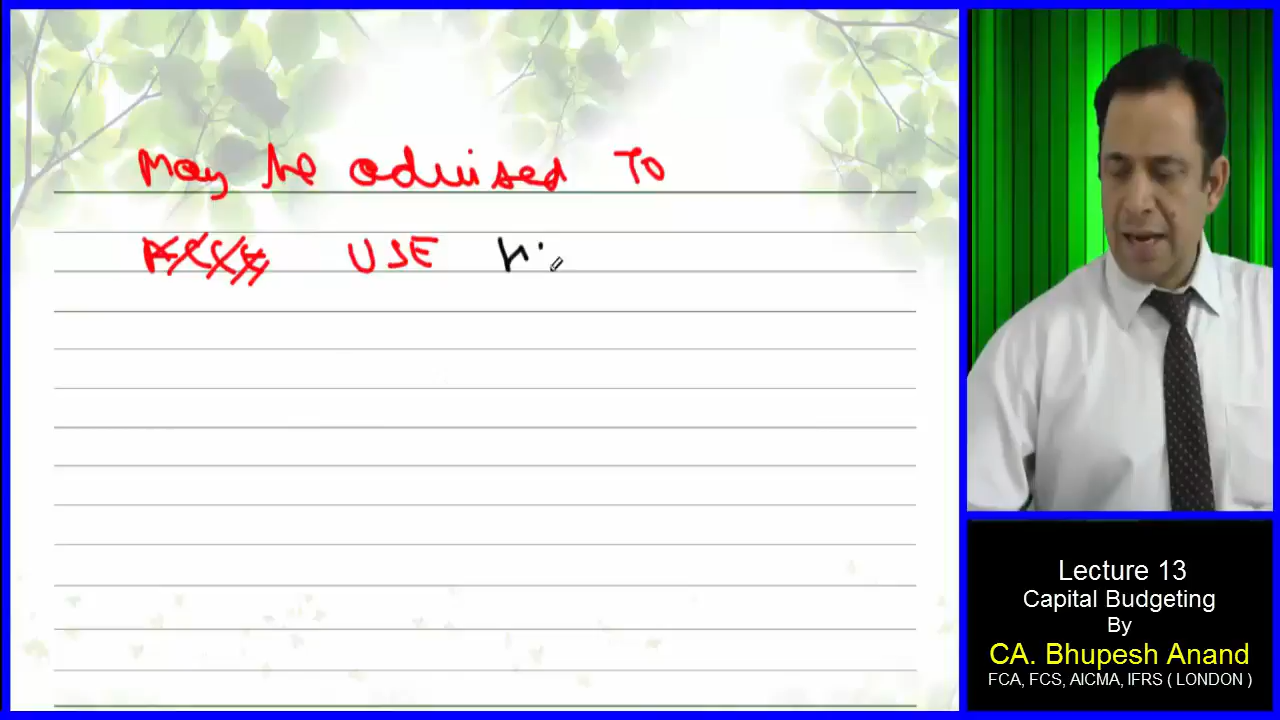 May be advised To
USE
Lecture 13
Capital Budgeting
By
CA. Bhupesh Anand
FCA, FCS, AICMA, IFRS ( LONDON )